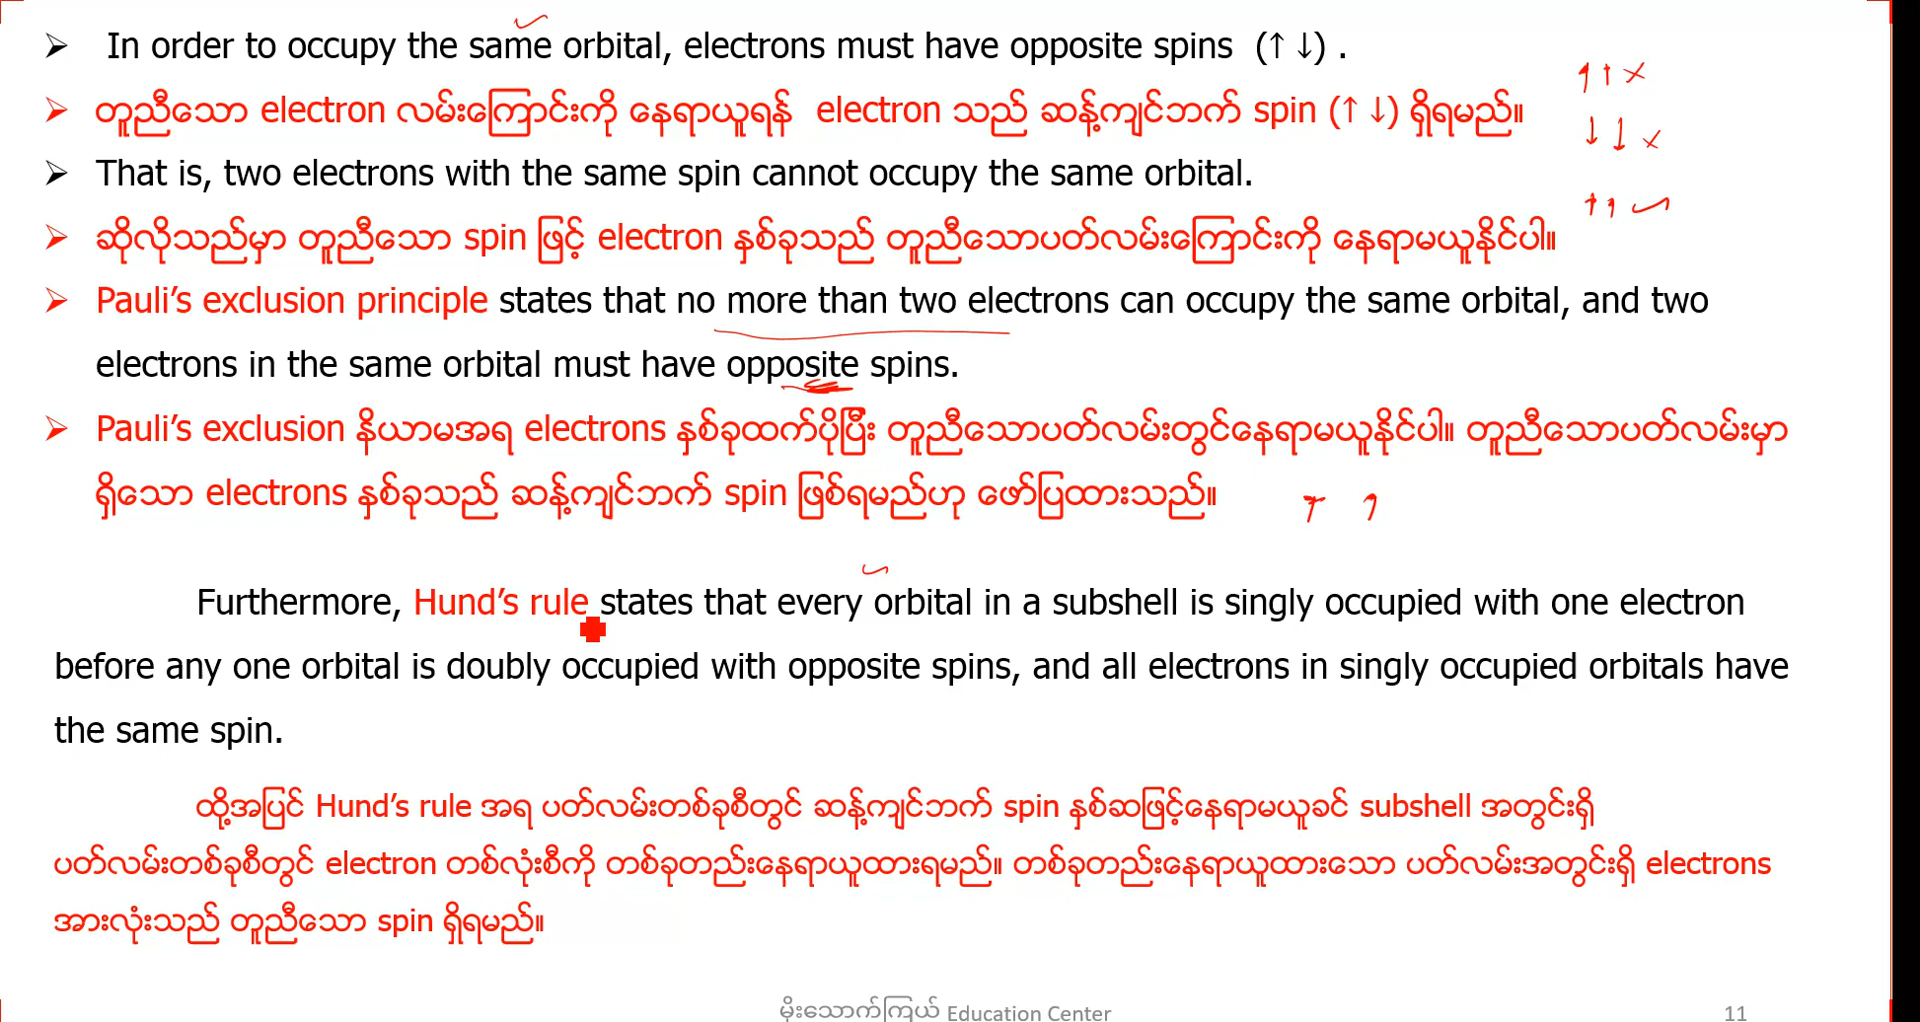 ➢ In order to occupy the same orbital, electrons must have opposite spins (↑ ↓) .
➢ တူညီသော electron လမ်းကြောင်းကို နေရာယူရန် electron သည် ဆန့်ကျင်ဘက် spin (↑ ↓) ရှိရမည်။
➢ That is, two electrons with the same spin cannot occupy the same orbital.
➢ ဆိုလိုသည်မှာ တူညီသော spin ဖြင့် electron နှစ်ခုသည် တူညီသောပတ်လမ်းကြောင်းကို နေရာမယူနိုင်ပါ။
➢ Pauli’s exclusion principle states that no more than two electrons can occupy the same orbital, and two
electrons in the same orbital must have opposite spins.
➢ Pauli’s exclusion နိယာမအရ electrons နှစ်ခုထက်ပိုပြီး တူညီသောပတ်လမ်းတွင်နေရာမယူနိုင်ပါ။ တူညီသောပတ်လမ်းမှာ
ရှိသော electrons နှစ်ခုသည် ဆန့်ကျင်ဘက် spin ဖြစ်ရမည်ဟု ဖော်ပြထားသည်။
Furthermore, Hund’s rule states that every orbital in a subshell is singly occupied with one electron
before any one orbital is doubly occupied with opposite spins, and all electrons in singly occupied orbitals have
the same spin.
ထို့အပြင် Hund’s rule အရ ပတ်လမ်းတစ်ခုစီတွင် ဆန့်ကျင်ဘက် spin နှစ်ဆဖြင့်နေရာမယူခင် subshell အတွင်းရှိ
ပတ်လမ်းတစ်ခုစီတွင် electron တစ်လုံးစီကို တစ်ခုတည်းနေရာယူထားရမည်။ တစ်ခုတည်းနေရာယူထားသော ပတ်လမ်းအတွင်းရှိ electrons
အားလုံးသည် တူညီသော spin ရှိရမည်။
မိုးသောက်ကြယ် Education Center
11